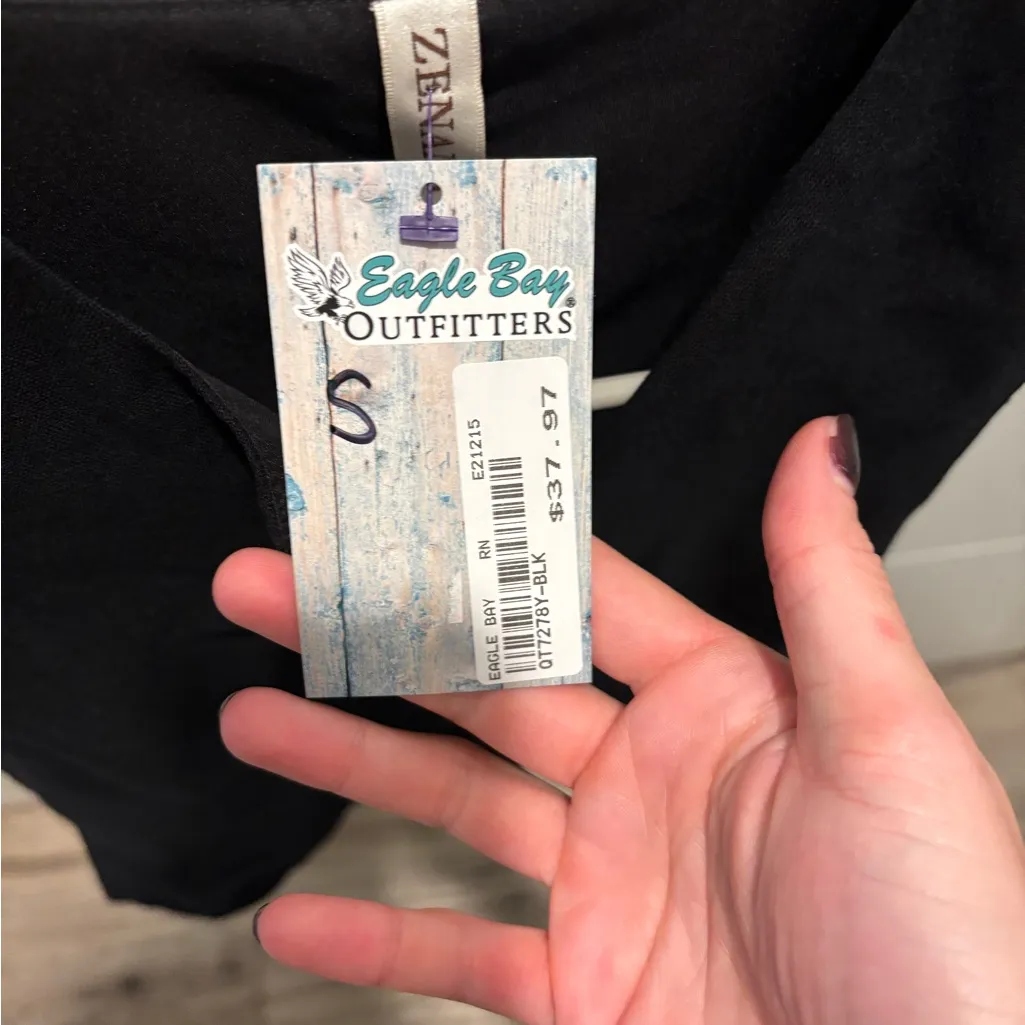 ZENA
Eagle Bay®
OUTFITTERS
S
$37.97
E21215
EAGLE BAY RN
QT7278Y-BLK